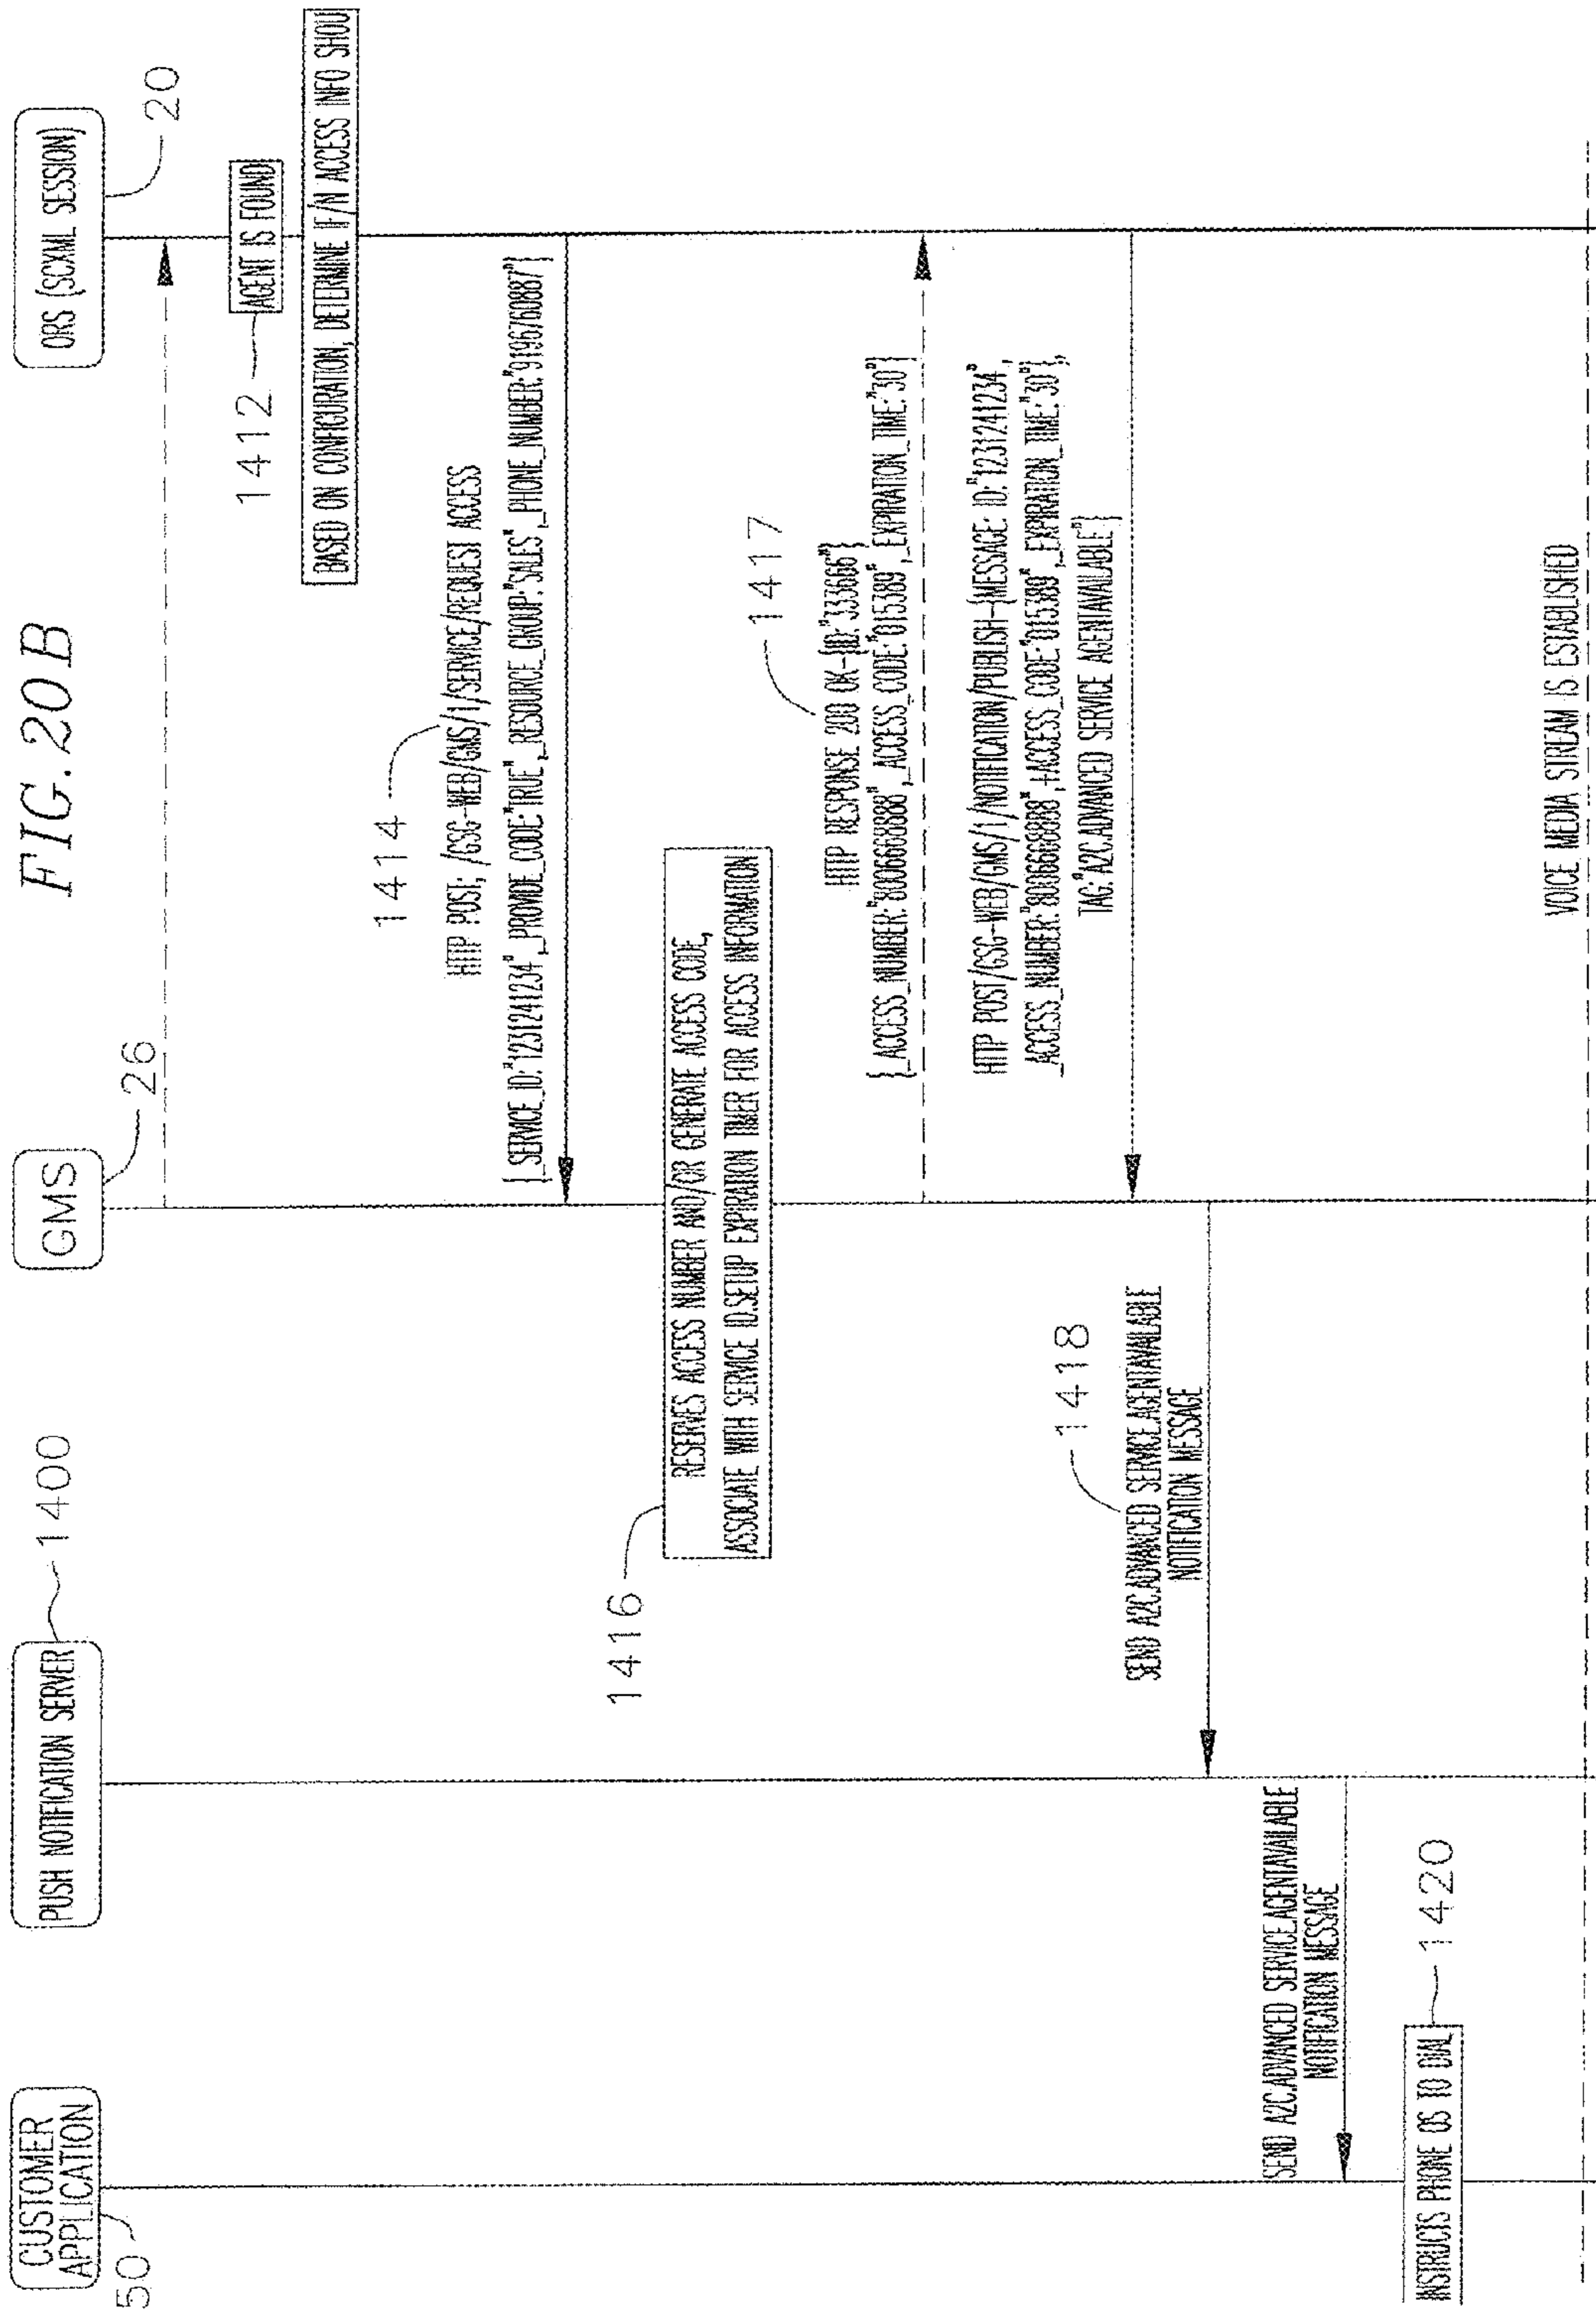 FIG. 20B
CUSTOMER
APPLICATION
50
PUSH NOTIFICATION SERVER
1400
GMS
26
ORS (SCXML SESSION)
20
1412
AGENT IS FOUND
BASED ON CONFIGURATION, DETERMINE IF/N ACCESS INFO SHOU
1414
HTTP POST; /GSG-WEB/GMS/1/SERVICE/REQUEST ACCESS
{_SERVICE_ID:"1231241234",_PROVIDE_CODE:"TRUE",_RESOURCE_GROUP:"SALES",_PHONE_NUMBER:"9196760887"}
1416
RESERVES ACCESS NUMBER AND/OR GENERATE ACCESS CODE,
ASSOCIATE WITH SERVICE ID.SETUP EXPIRATION TIMER FOR ACCESS INFORMATION
1417
HTTP RESPONSE 200 OK-{ID:"333666"}
{_ACCESS_NUMBER:"8006668888",_ACCESS_CODE:"015389",_EXPIRATION_TIME:"30"}
HTTP POST/GSG-WEB/GMS/1/NOTIFICATION/PUBLISH-{MESSAGE: ID:"1231241234",
_ACCESS_NUMBER:"8006668888",+ACCESS_CODE:"015389",_EXPIRATION_TIME:"30"},
TAG:"A2C.ADVANCED SERVICE AGENTAVAILABLE"}
1418
SEND A2C.ADVANCED SERVICE.AGENTAVAILABLE
NOTIFICATION MESSAGE
SEND A2C.ADVANCED SERVICE.AGENTAVAILABLE
NOTIFICATION MESSAGE
INSTRUCTS PHONE OS TO DIAL
1420
VOICE MEDIA STREAM IS ESTABLISHED